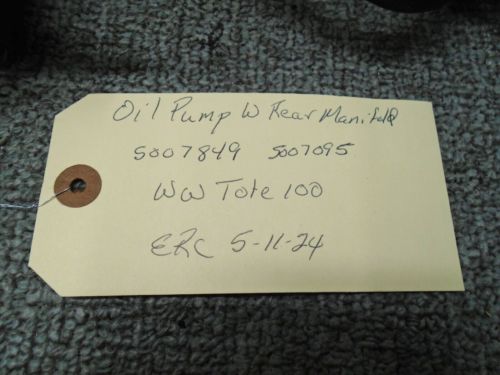 Oil Pump W Rear Manifold
5007849 5007095
WW Tote 100
ERC 5-11-24